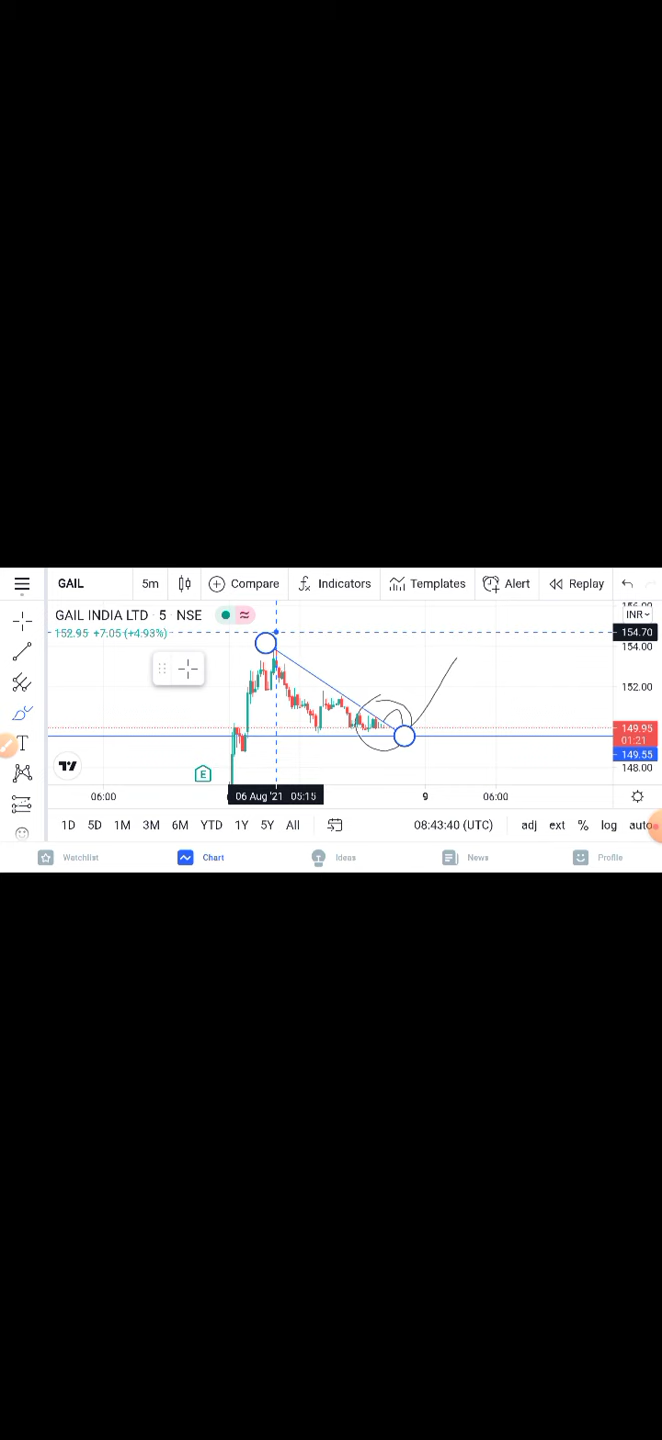 GAIL 5m Compare Indicators Templates Alert Replay
GAIL INDIA LTD 5 NSE
152.95 +7.05 (+4.93%)
156.00
INR
154.70
154.00
152.00
149.95
01:21
149.55
148.00
T
E
06:00 06 Aug '21 05:15 9 06:00
1D 5D 1M 3M 6M YTD 1Y 5Y All 08:43:40 (UTC) adj ext % log auto
Watchlist Chart Ideas News Profile